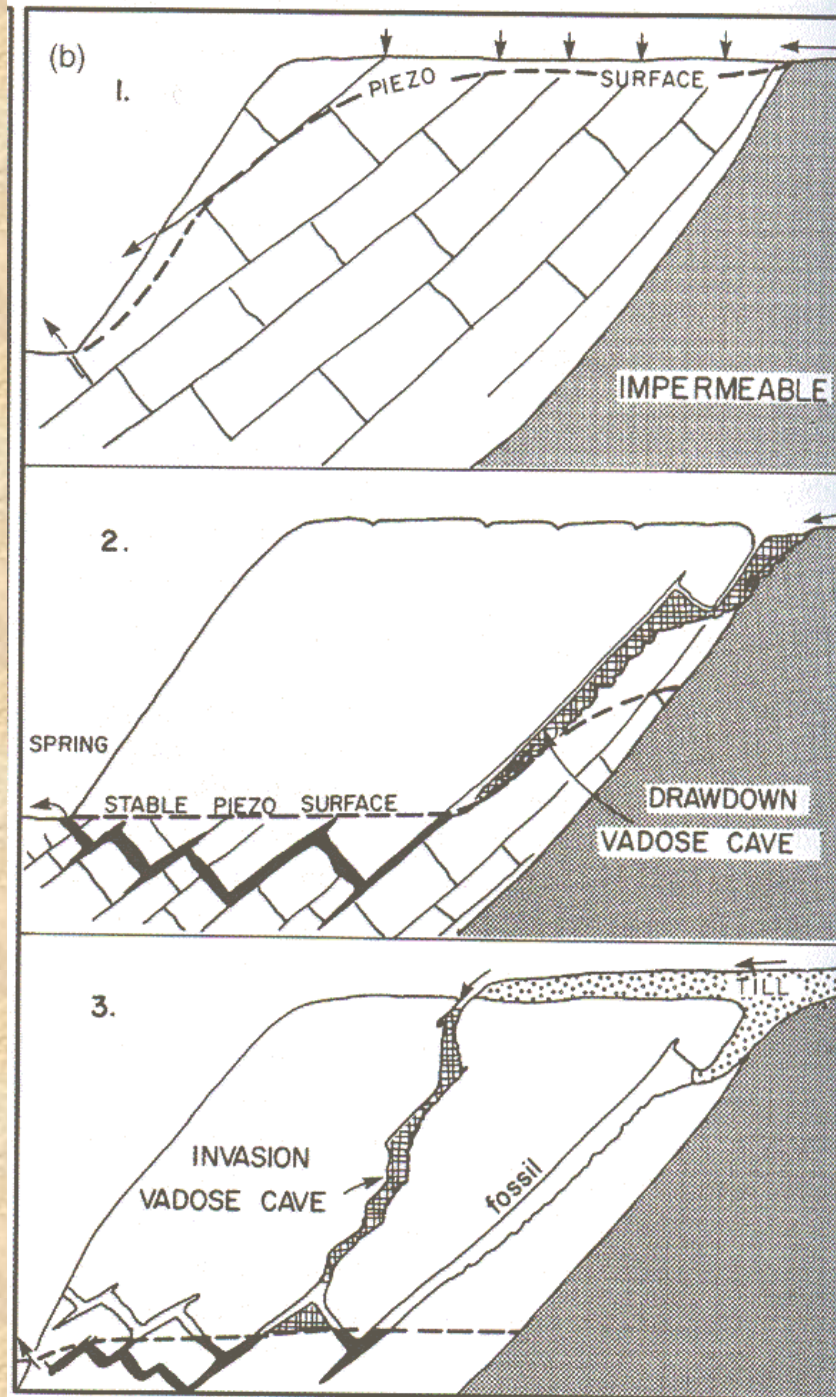 (b)
1.
PIEZO SURFACE
IMPERMEABLE
2.
SPRING
STABLE PIEZO SURFACE
DRAWDOWN
VADOSE CAVE
TILL
3.
INVASION
VADOSE CAVE
fossil